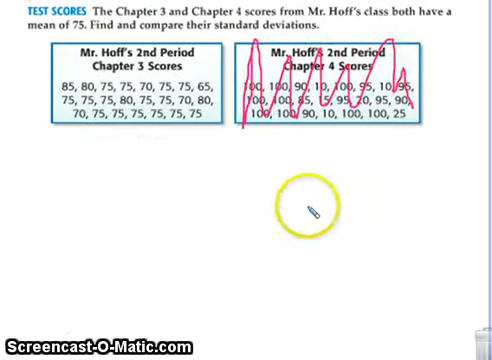 TEST SCORES The Chapter 3 and Chapter 4 scores from Mr. Hoff's class both have a
mean of 75. Find and compare their standard deviations.
Mr. Hoff's 2nd Period
Chapter 3 Scores
85, 80, 75, 75, 70, 75, 75, 65,
75, 75, 75, 80, 75, 75, 70, 80,
70, 75, 75, 75, 75, 75, 75
Mr. Hoff's 2nd Period
Chapter 4 Scores
100, 100, 90, 10, 100, 95, 10, 95,
100, 100, 85, 15, 95, 20, 95, 90,
100, 100, 90, 10, 100, 100, 25
Screencast-O-Matic.com